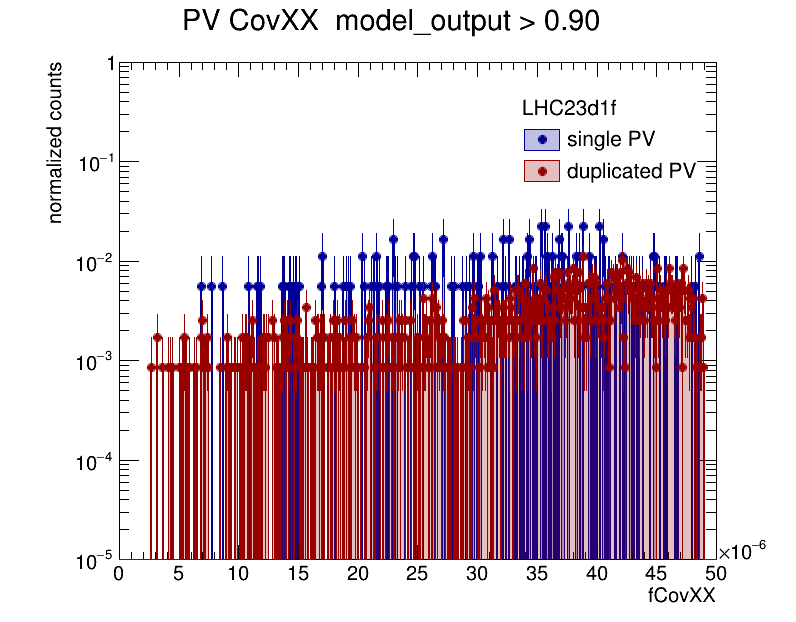 PV CovXX  model_output > 0.90
normalized counts
1
10⁻¹
10⁻²
10⁻³
10⁻⁴
10⁻⁵
LHC23d1f
single PV
duplicated PV
0 5 10 15 20 25 30 35 40 45 50
×10⁻⁶
fCovXX